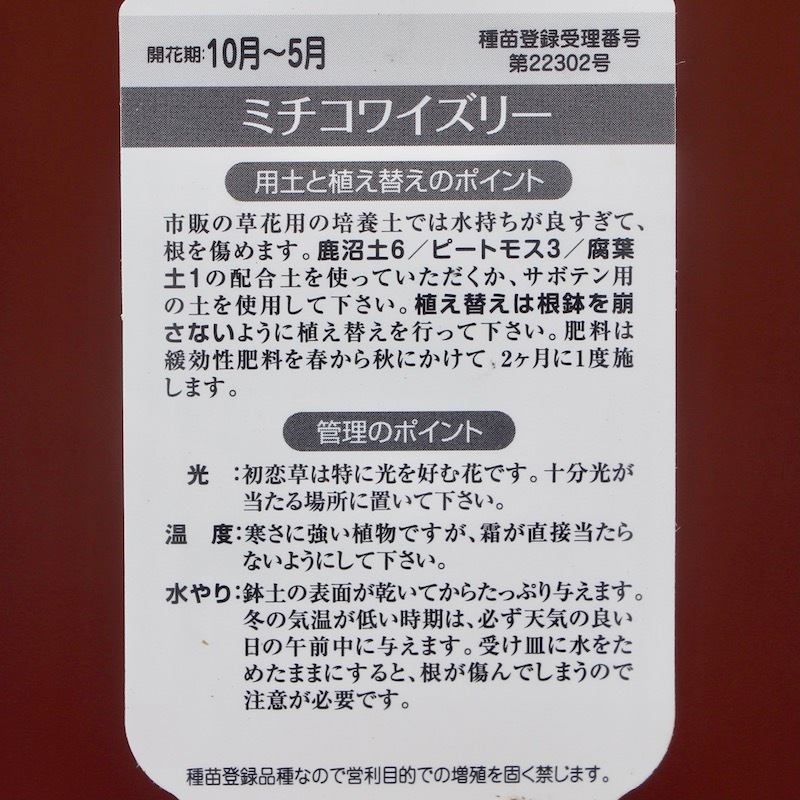 開花期:10月〜5月
種苗登録受理番号
第22302号
ミチコワイズリー
用土と植え替えのポイント
市販の草花用の培養土では水持ちが良すぎて、
根を傷めます。鹿沼土6／ピートモス3／腐葉
土1の配合土を使っていただくか、サボテン用
の土を使用して下さい。植え替えは根鉢を崩
さないように植え替えを行って下さい。肥料は
緩効性肥料を春から秋にかけて、2ヶ月に1度施
します。
管理のポイント
光　:初恋草は特に光を好む花です。十分光が
当たる場所に置いて下さい。
温　度:寒さに強い植物ですが、霜が直接当たら
ないようにして下さい。
水やり:鉢土の表面が乾いてからたっぷり与えます。
冬の気温が低い時期は、必ず天気の良い
日の午前中に与えます。受け皿に水をた
めたままにすると、根が傷んでしまうので
注意が必要です。
種苗登録品種なので営利目的での増殖を固く禁じます。